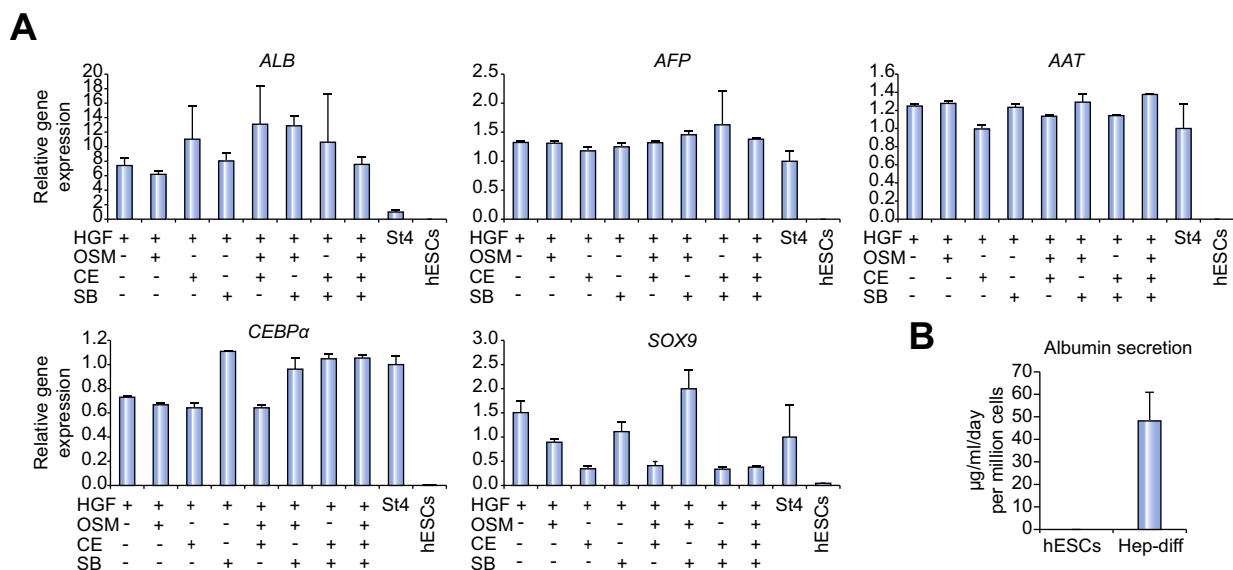 A
ALB
20
18
16
14
12
10
8
6
4
2
0
Relative gene
expression
HGF + + + + + + + + St4 hESCs
OSM - + - - + + - +
CE - - + - + - + +
SB - - - + - + + +
AFP
2.5
2.0
1.5
1.0
0.5
0.0
HGF + + + + + + + + St4 hESCs
OSM - + - - + + - +
CE - - + - + - + +
SB - - - + - + + +
AAT
1.6
1.4
1.2
1.0
0.8
0.6
0.4
0.2
0.0
HGF + + + + + + + + St4 hESCs
OSM - + - - + + - +
CE - - + - + - + +
SB - - - + - + + +
CEBPα
1.2
1.0
0.8
0.6
0.4
0.2
0.0
Relative gene
expression
HGF + + + + + + + + St4 hESCs
OSM - + - - + + - +
CE - - + - + - + +
SB - - - + - + + +
SOX9
3.0
2.5
2.0
1.5
1.0
0.5
0.0
HGF + + + + + + + + St4 hESCs
OSM - + - - + + - +
CE - - + - + - + +
SB - - - + - + + +
B
Albumin secretion
70
60
50
40
30
20
10
0
µg/ml/day
per million cells
hESCs Hep-diff